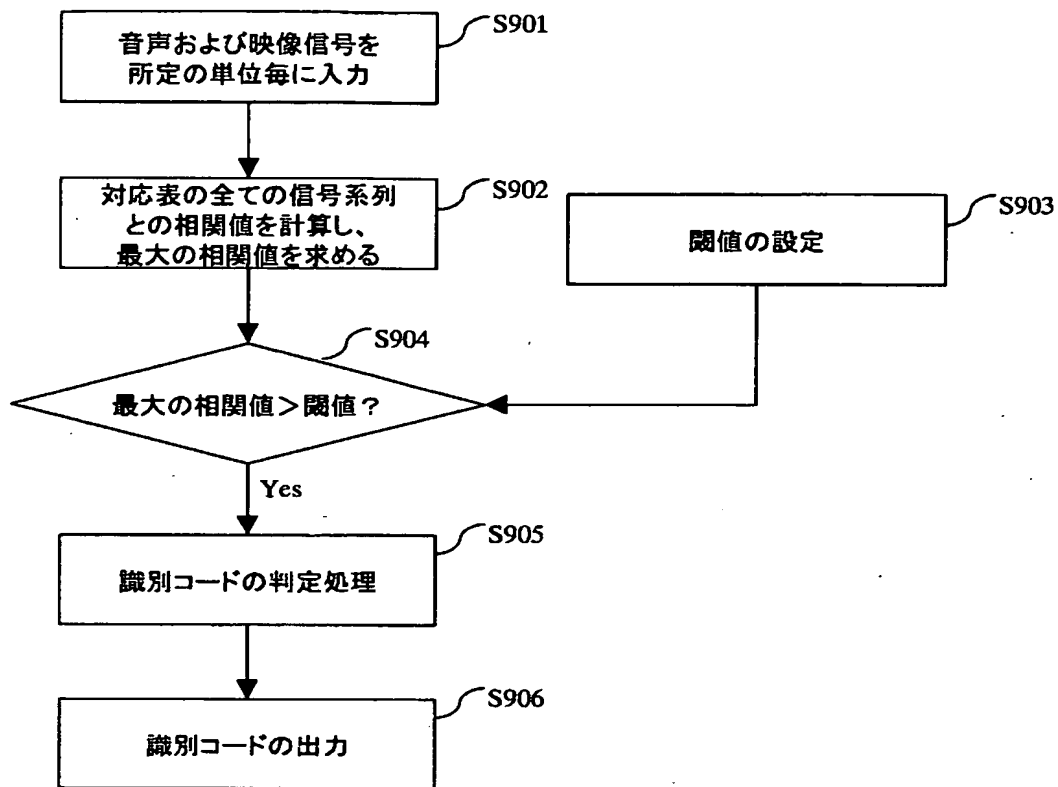 S901
音声および映像信号を
所定の単位毎に入力
S902
対応表の全ての信号系列
との相関値を計算し、
最大の相関値を求める
S903
閾値の設定
S904
最大の相関値＞閾値？
Yes
S905
識別コードの判定処理
S906
識別コードの出力